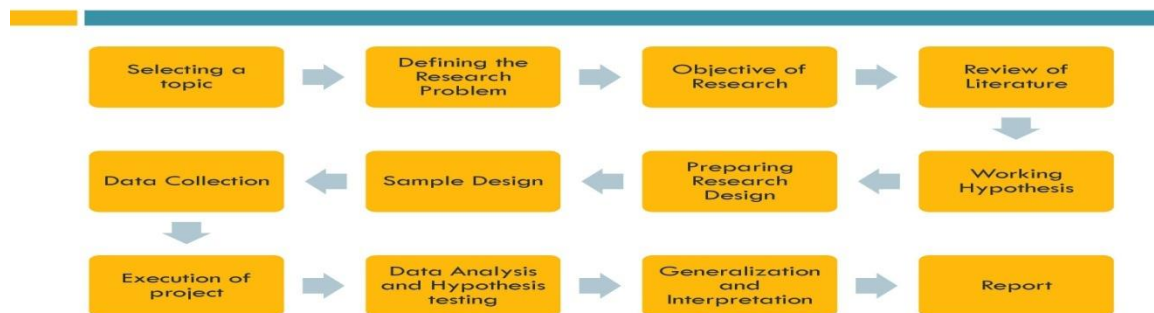 Selecting a
topic
Defining the
Research
Problem
Objective of
Research
Review of
Literature
Working
Hypothesis
Preparing
Research
Design
Sample Design
Data Collection
Execution of
project
Data Analysis
and Hypothesis
testing
Generalization
and
Interpretation
Report